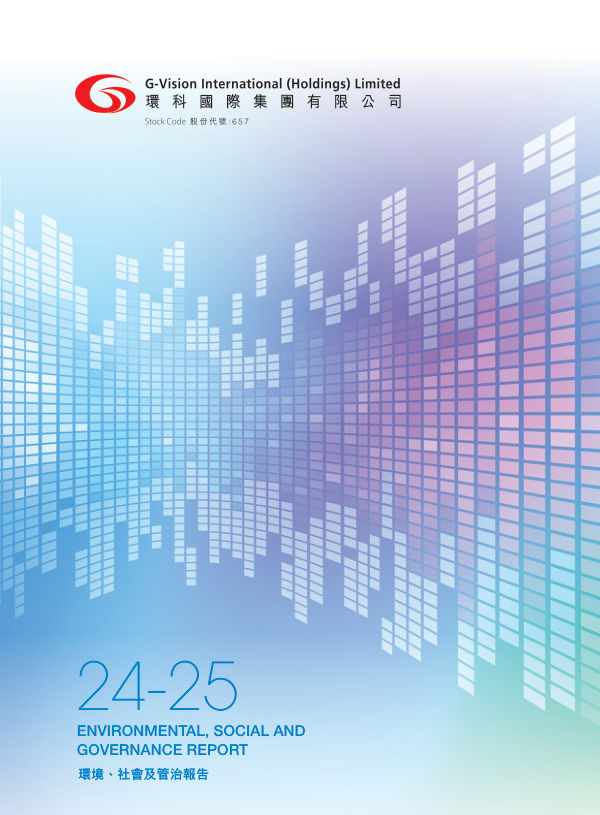 G-Vision International (Holdings) Limited
環科國際集團有限公司
Stock Code 股份代號:657
24-25
ENVIRONMENTAL, SOCIAL AND
GOVERNANCE REPORT
環境、社會及管治報告